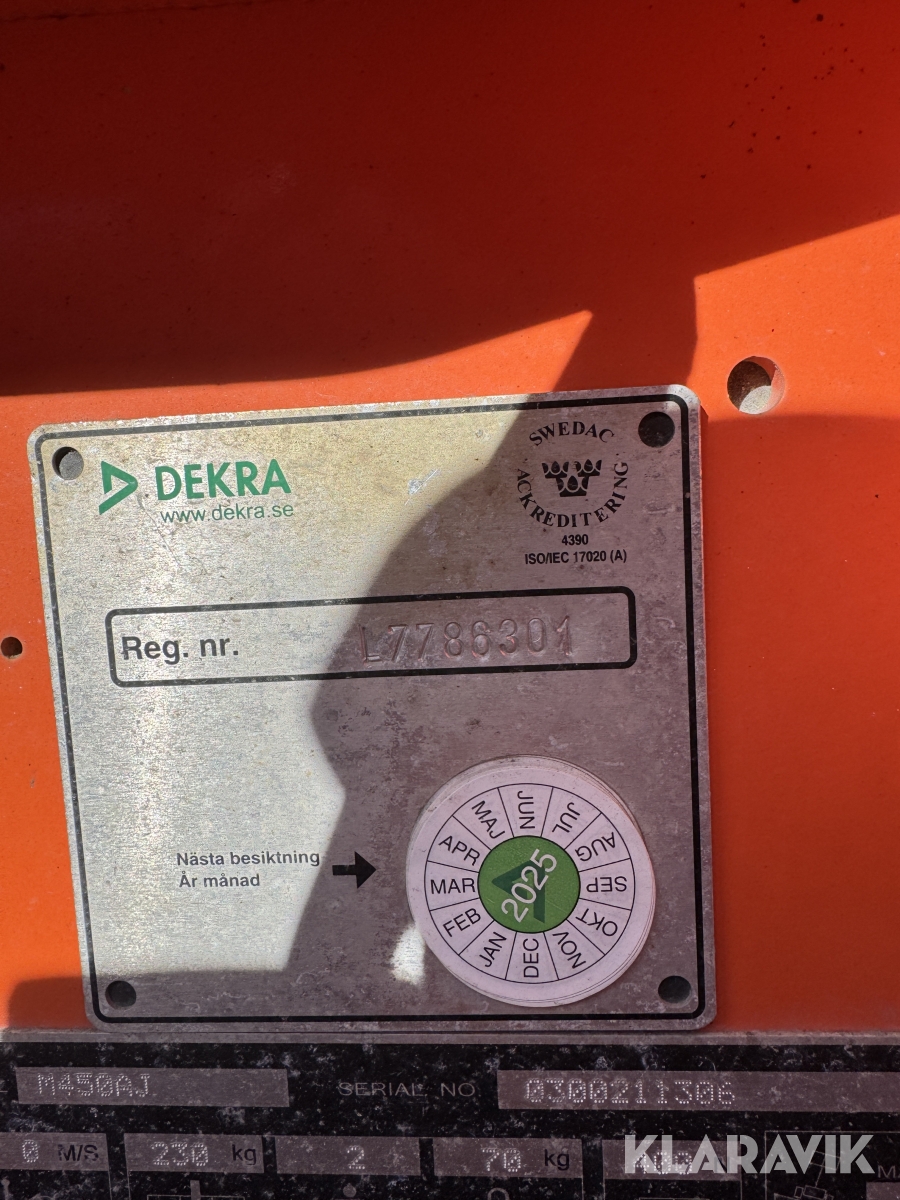 DEKRA
www.dekra.se
SWEDAC
ACKREDITERING
4390
ISO/IEC 17020 (A)
Reg. nr. L7786301
Nästa besiktning
År månad
JAN FEB MAR APR MAJ JUN JUL AUG SEP OKT NOV DEC
2025
M450AJ SERIAL NO 0300211306
0 M/S 230 kg 2 70 kg
KLARAVIK